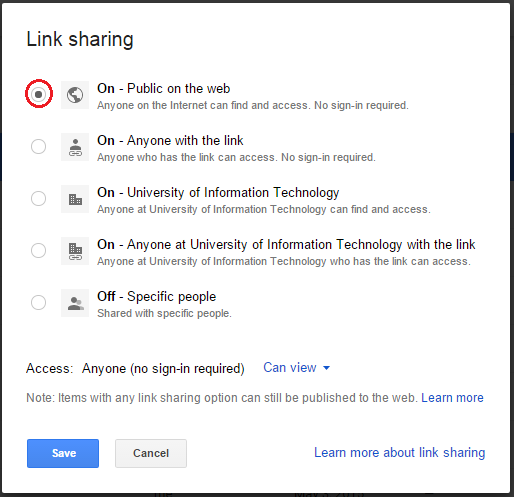 Link sharing
On - Public on the web
Anyone on the Internet can find and access. No sign-in required.
On - Anyone with the link
Anyone who has the link can access. No sign-in required.
On - University of Information Technology
Anyone at University of Information Technology can find and access.
On - Anyone at University of Information Technology with the link
Anyone at University of Information Technology who has the link can access.
Off - Specific people
Shared with specific people.
Access: Anyone (no sign-in required) Can view
Note: Items with any link sharing option can still be published to the web. Learn more
Save Cancel Learn more about link sharing